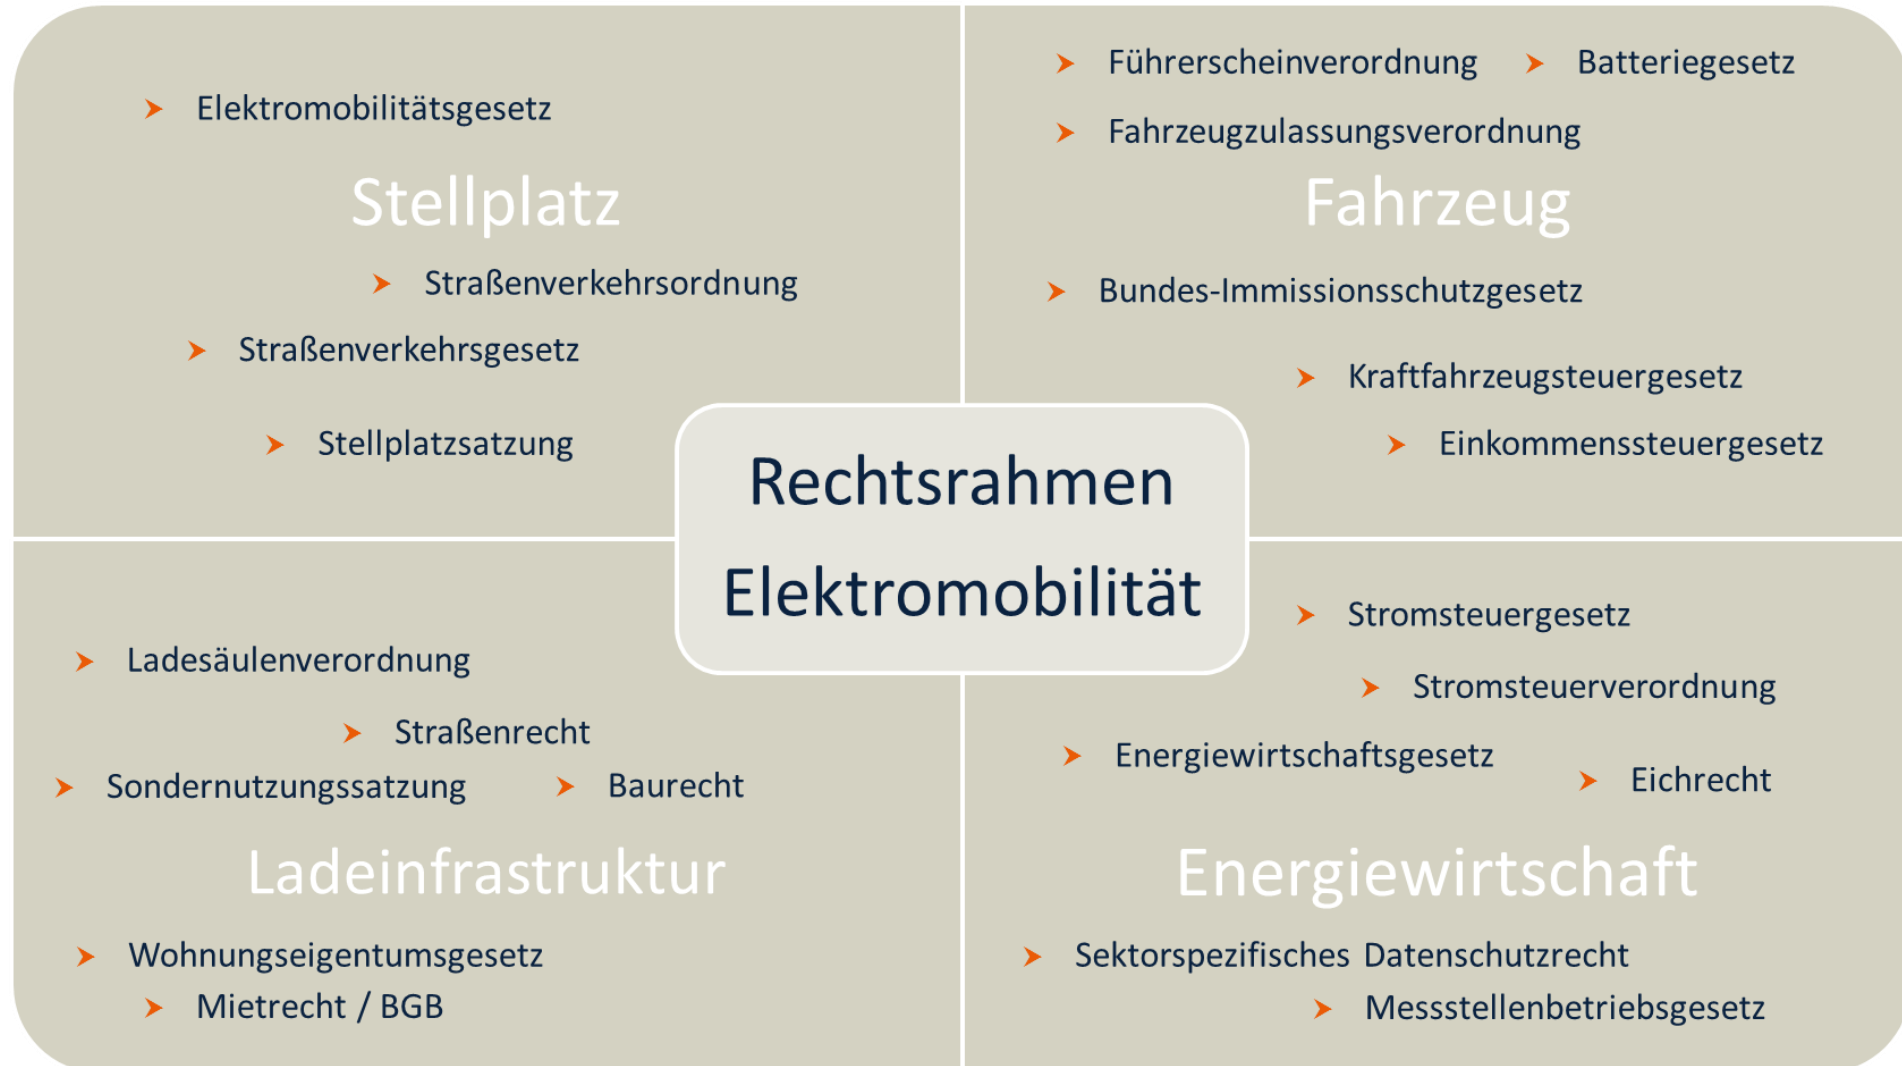 Elektromobilitätsgesetz
Stellplatz
Straßenverkehrsordnung
Straßenverkehrsgesetz
Stellplatzsatzung
Führerscheinverordnung
Batteriegesetz
Fahrzeugzulassungsverordnung
Fahrzeug
Bundes-Immissionsschutzgesetz
Kraftfahrzeugsteuergesetz
Einkommenssteuergesetz
Rechtsrahmen
Elektromobilität
Ladesäulenverordnung
Straßenrecht
Sondernutzungssatzung
Baurecht
Ladeinfrastruktur
Wohnungseigentumsgesetz
Mietrecht / BGB
Stromsteuergesetz
Stromsteuerverordnung
Energiewirtschaftsgesetz
Eichrecht
Energiewirtschaft
Sektorspezifisches Datenschutzrecht
Messstellenbetriebsgesetz